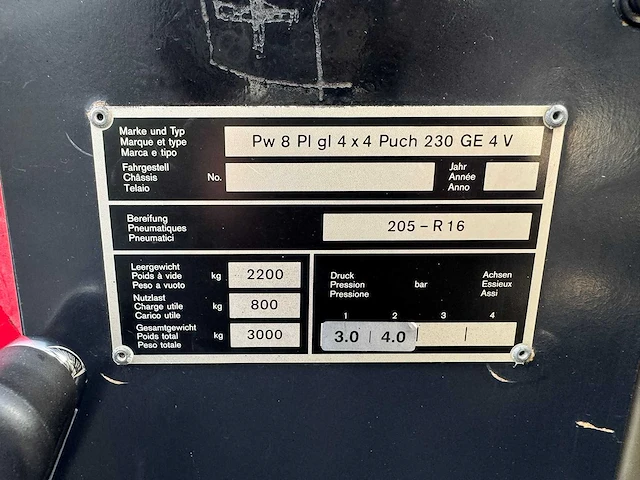 Marke und Typ
Marque et type
Marca e tipo
Pw 8 Pl gl 4 x 4 Puch 230 GE 4 V
Fahrgestell
Châssis No.
Telaio
Jahr
Année
Anno
Bereifung
Pneumatiques
Pneumatici
205 – R 16
Leergewicht
Poids à vide kg 2200
Peso a vuoto
Nutzlast
Charge utile kg 800
Carico utile
Gesamtgewicht
Poids total kg 3000
Peso totale
Druck Achsen
Pression bar Essieux
Pressione Assi
1 2 3 4
3.0 4.0